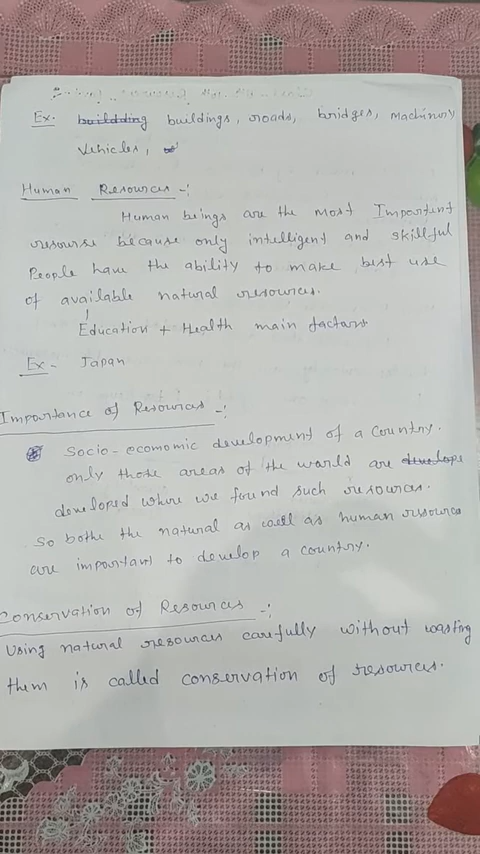 Ex. buildding buildings, roads, bridges, Machinury
Vehicles,
Human Resources -:
Human beings are the Most Important
resourse because only intelligent and skillful
People have the ability to make best use
of available natural resources.
Education + Health main factors
Ex - Japan
Importance of Resources -:
Socio-economic development of a Country.
only those areas of the world are develope
developed where we found such resources.
So bothe the natural as well as human resource
are important to develop a country.
Conservation of Resources -:
Using natural resources carefully without wasting
them is called conservation of resources.